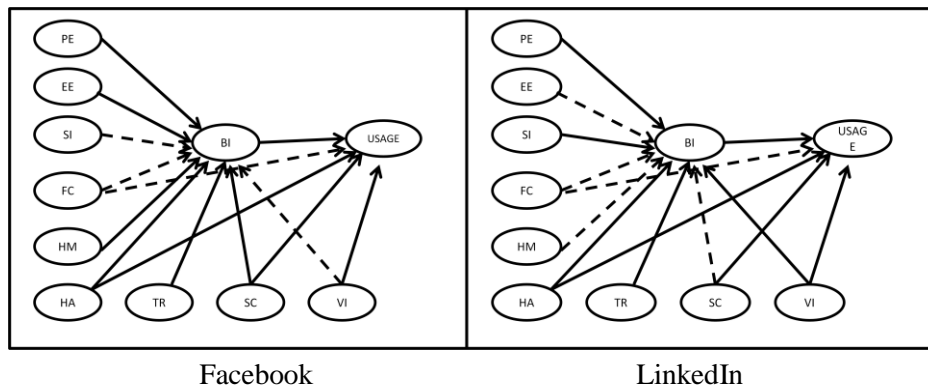 PE
EE
SI
FC
HM
HA
TR
SC
VI
BI
USAGE
PE
EE
SI
FC
HM
HA
TR
SC
VI
BI
USAG
E
Facebook
LinkedIn